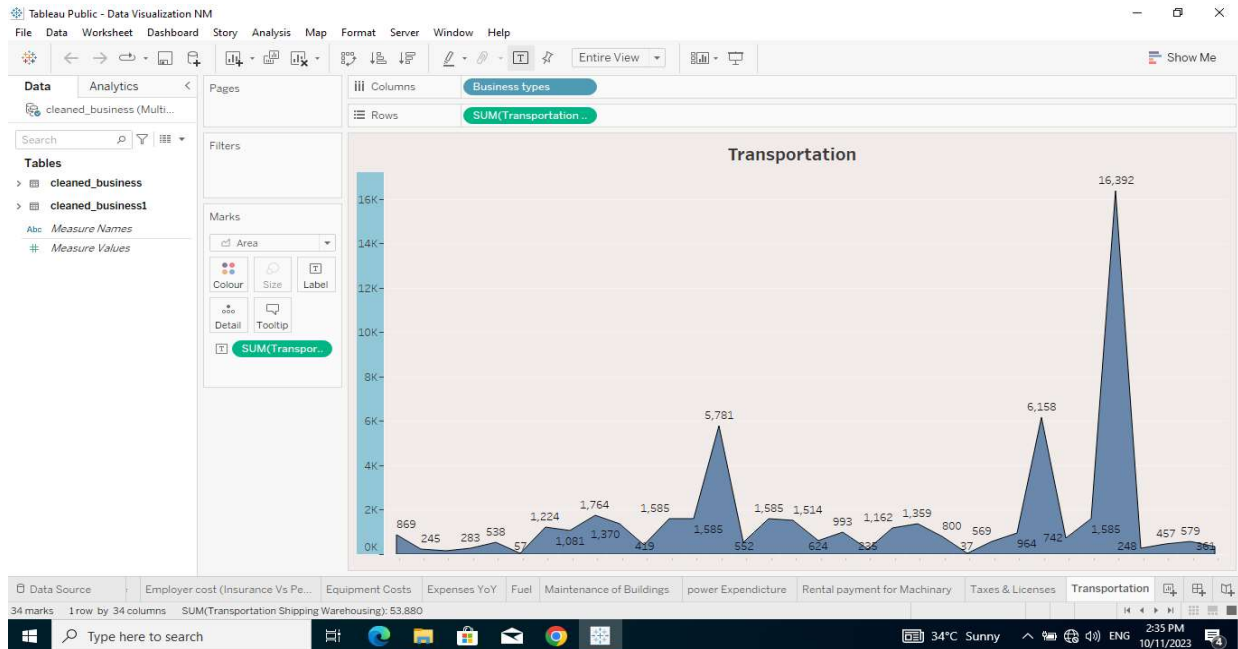 Tableau Public - Data Visualization NM
File Data Worksheet Dashboard Story Analysis Map Format Server Window Help
Entire View
Show Me
Data Analytics
cleaned_business (Multi...
Search
Tables
cleaned_business
cleaned_business1
Abc Measure Names
# Measure Values
Pages
Filters
Marks
Area
Colour Size Label
Detail Tooltip
SUM(Transpor..
Columns Business types
Rows SUM(Transportation ..
Transportation
16K
14K
12K
10K
8K
6K
4K
2K
0K
869
245
283
538
57
1,224
1,081
1,764
1,370
419
1,585
1,585
5,781
552
1,585
1,514
624
993
235
1,162
1,359
800
37
569
964
6,158
742
1,585
16,392
248
457
579
361
Data Source Employer cost (Insurance Vs Pe... Equipment Costs Expenses YoY Fuel Maintenance of Buildings power Expendicture Rental payment for Machinary Taxes & Licenses Transportation
34 marks 1 row by 34 columns SUM(Transportation Shipping Warehousing): 53,880
Type here to search
34°C Sunny
ENG
2:35 PM
10/11/2023
4